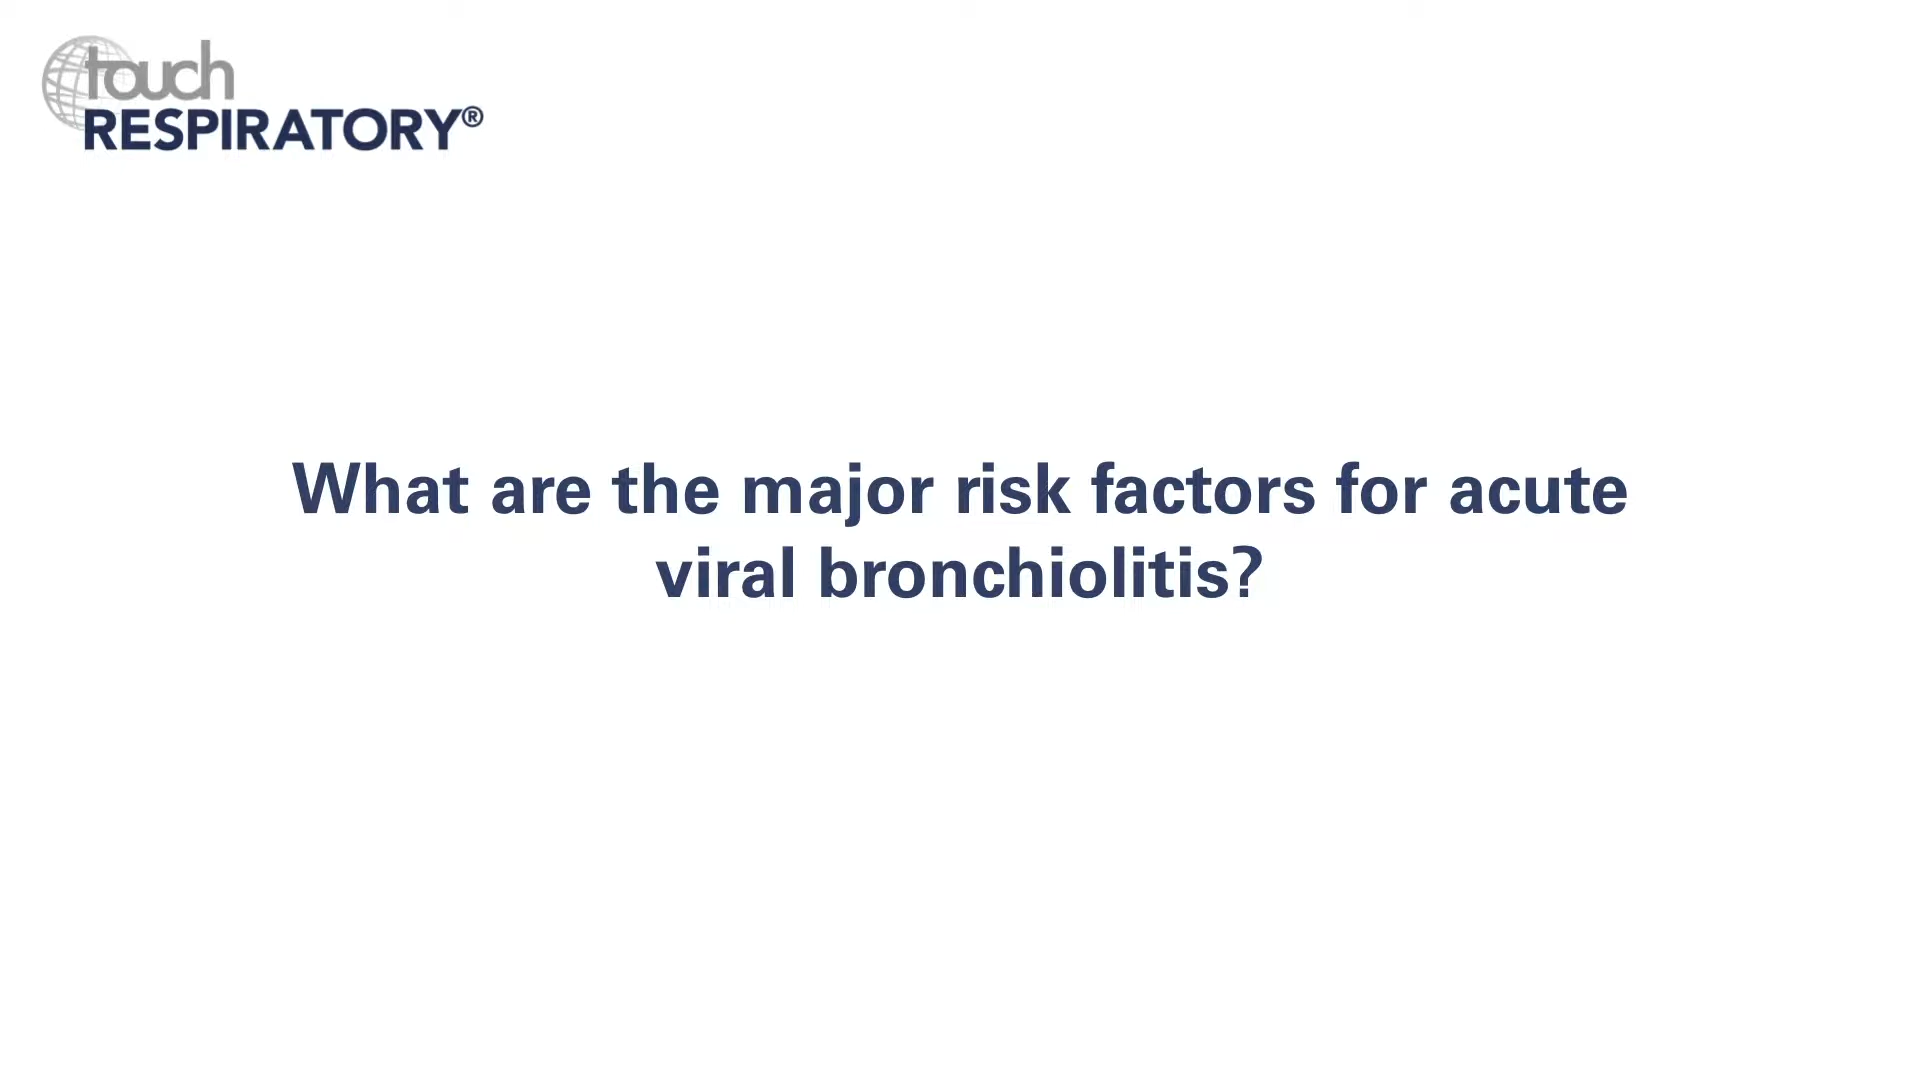 touch
RESPIRATORY®
What are the major risk factors for acute
viral bronchiolitis?